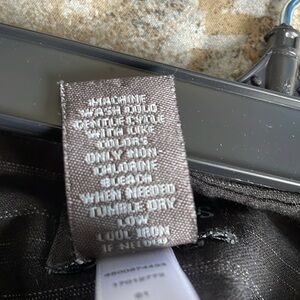 MACHINE
WASH COLD
GENTLE CYCLE
WITH LIKE
COLORS
ONLY NON-
CHLORINE
BLEACH
WHEN NEEDED
TUMBLE DRY
LOW
COOL IRON
IF NEEDED